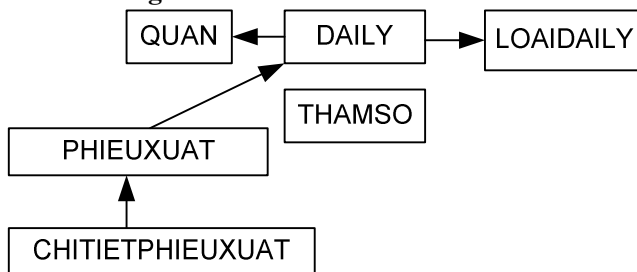 QUAN
DAILY
LOAIDAILY
THAMSO
PHIEUXUAT
CHITIETPHIEUXUAT